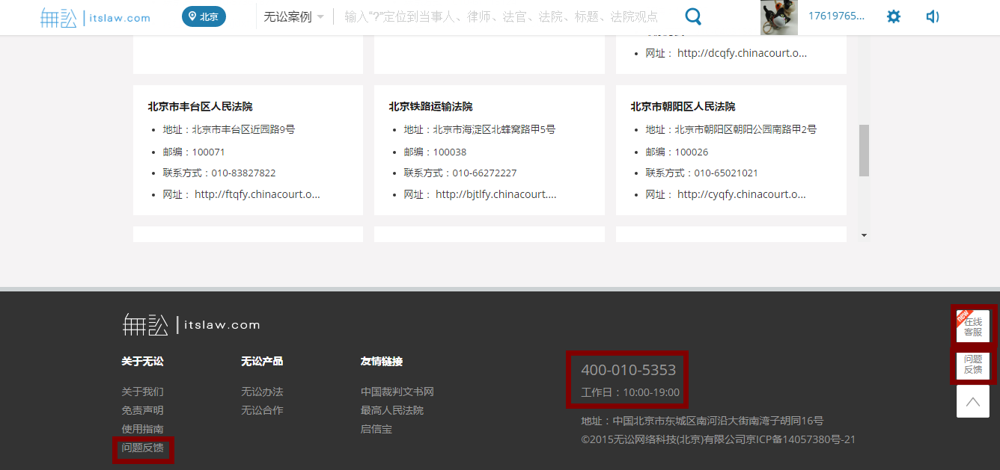 無訟 | itslaw.com 北京 无讼案例 输入“?”定位到当事人、律师、法官、法院、标题、法院观点 17619765...
网址： http://dcqfy.chinacourt.o...
北京市丰台区人民法院
地址：北京市丰台区近园路9号
邮编：100071
联系方式：010-83827822
网址： http://ftqfy.chinacourt.o...
北京铁路运输法院
地址：北京市海淀区北蜂窝路甲5号
邮编：100038
联系方式：010-66272227
网址： http://bjtlfy.chinacourt....
北京市朝阳区人民法院
地址：北京市朝阳区朝阳公园南路甲2号
邮编：100026
联系方式：010-65021021
网址： http://cyqfy.chinacourt.o...
無訟 | itslaw.com
关于无讼
关于我们
免责声明
使用指南
问题反馈
无讼产品
无讼办法
无讼合作
友情链接
中国裁判文书网
最高人民法院
启信宝
400-010-5353
工作日：10:00-19:00
地址：中国北京市东城区南河沿大街南湾子胡同16号
©2015无讼网络科技(北京)有限公司京ICP备14057380号-21
new
在线
客服
问题
反馈